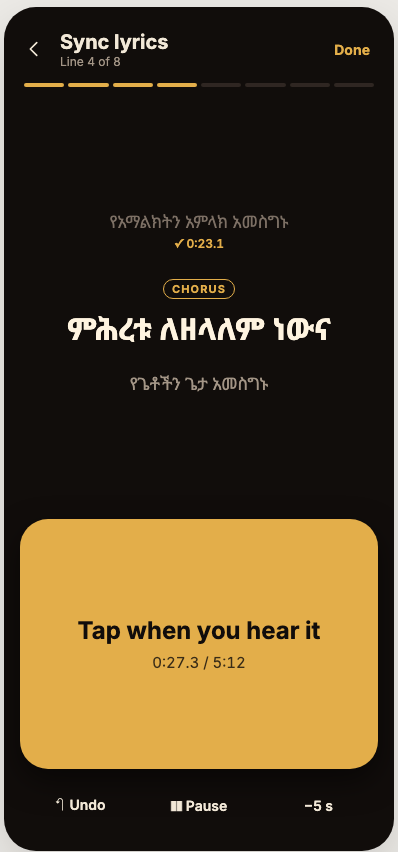 Sync lyrics
Done
Line 4 of 8
የአማልክትን አምላክ አመስግኑ
✓ 0:23.1
CHORUS
ምሕረቱ ለዘላለም ነውና
የጌቶችን ጌታ አመስግኑ
Tap when you hear it
0:27.3 / 5:12
Undo
Pause
−5 s